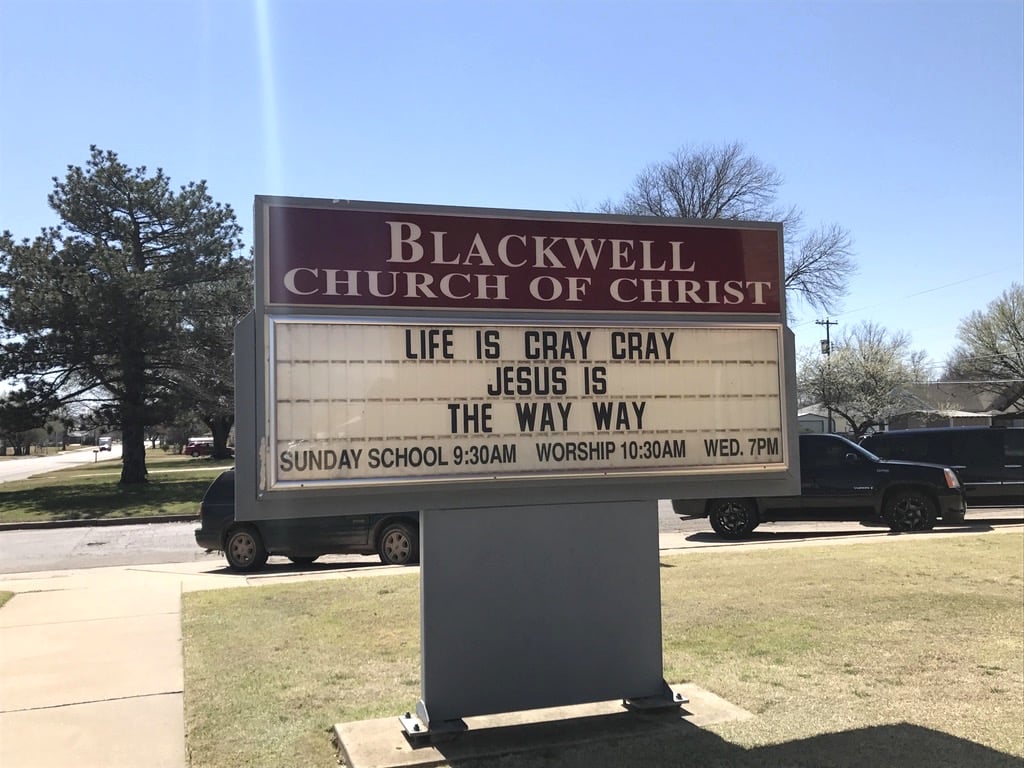 BLACKWELL
CHURCH OF CHRIST
LIFE IS CRAY CRAY
JESUS IS
THE WAY WAY
SUNDAY SCHOOL 9:30AM WORSHIP 10:30AM WED. 7PM